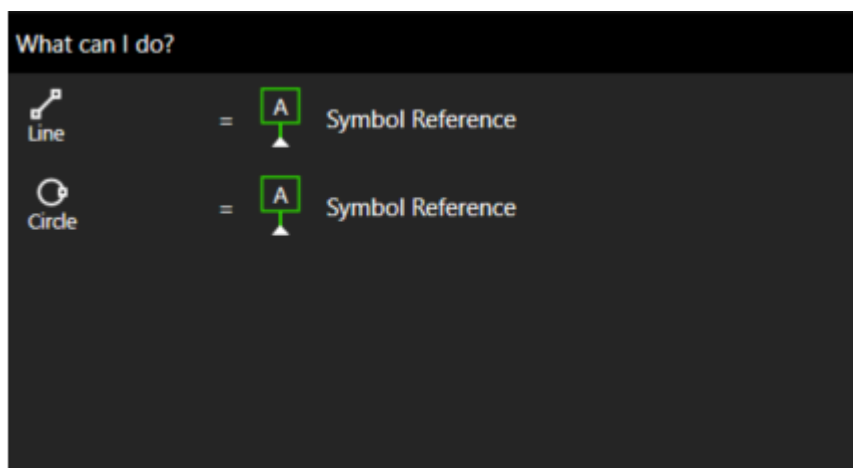 What can I do?
Line = A Symbol Reference
Circle = A Symbol Reference